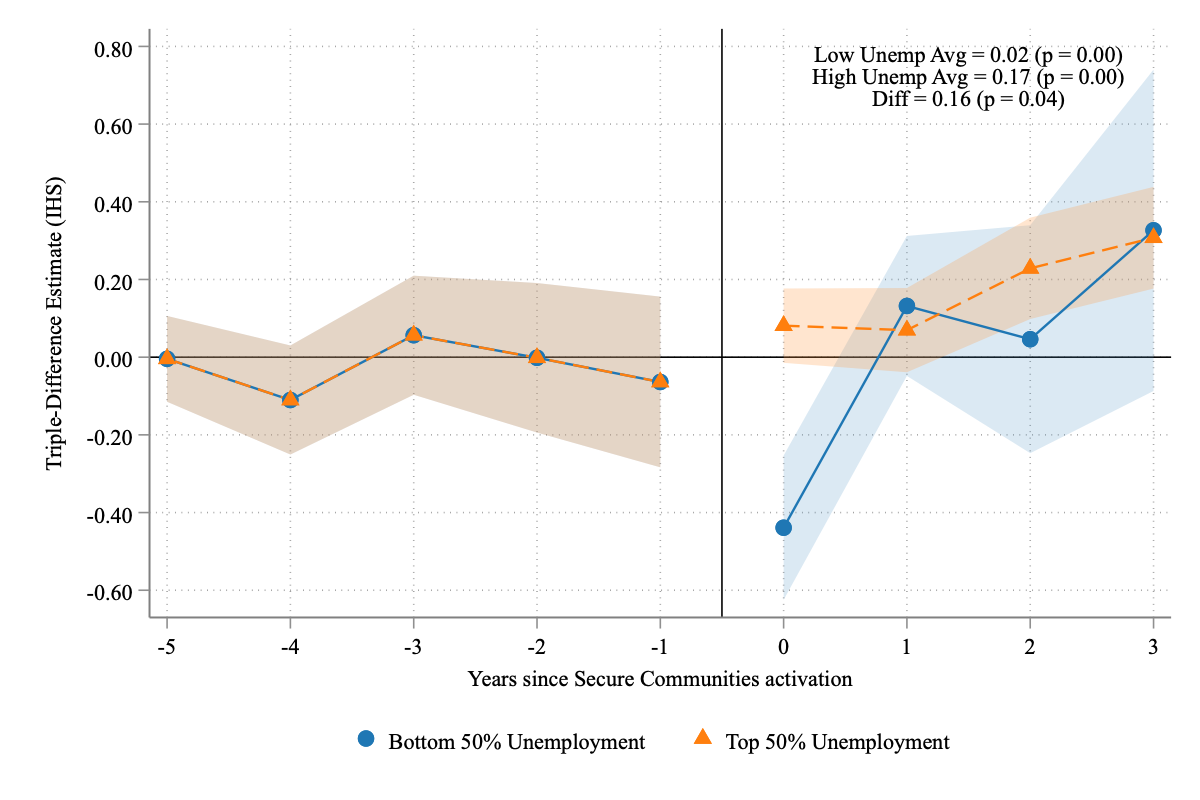 Low Unemp Avg = 0.02 (p = 0.00)
High Unemp Avg = 0.17 (p = 0.00)
Diff = 0.16 (p = 0.04)
Triple-Difference Estimate (IHS)
0.80
0.60
0.40
0.20
0.00
-0.20
-0.40
-0.60
-5 -4 -3 -2 -1 0 1 2 3
Years since Secure Communities activation
Bottom 50% Unemployment Top 50% Unemployment